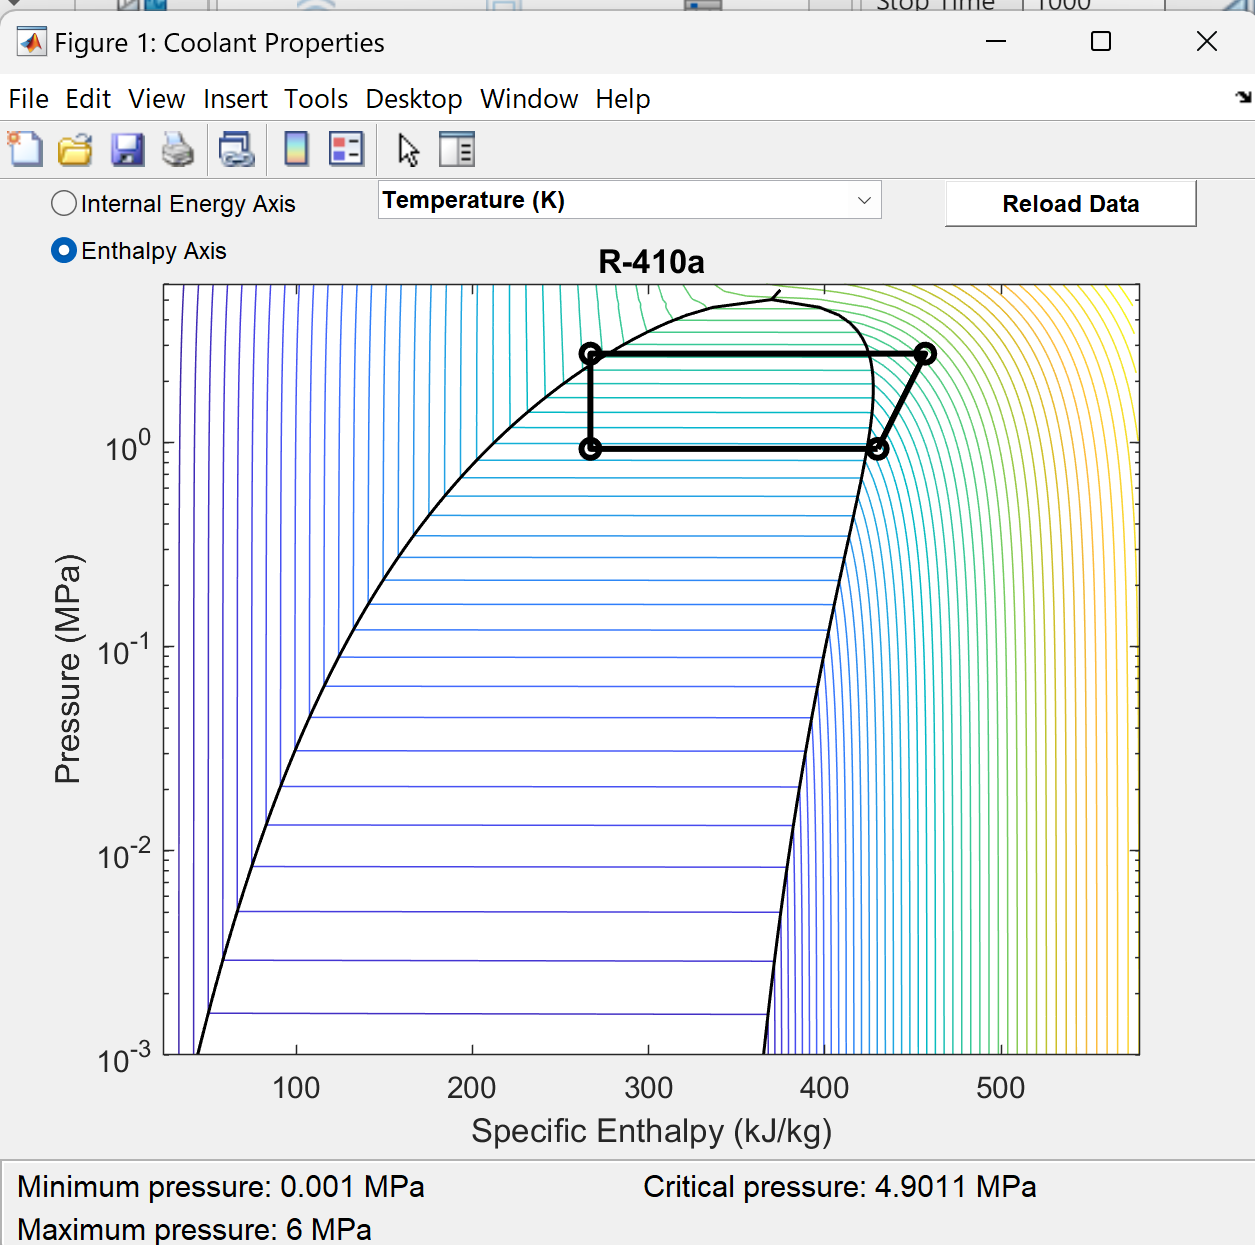 Stop Time 1000
Figure 1: Coolant Properties
File Edit View Insert Tools Desktop Window Help
Internal Energy Axis
Temperature (K)
Reload Data
Enthalpy Axis
R-410a
10^0
10^-1
10^-2
10^-3
Pressure (MPa)
100 200 300 400 500
Specific Enthalpy (kJ/kg)
Minimum pressure: 0.001 MPa
Critical pressure: 4.9011 MPa
Maximum pressure: 6 MPa